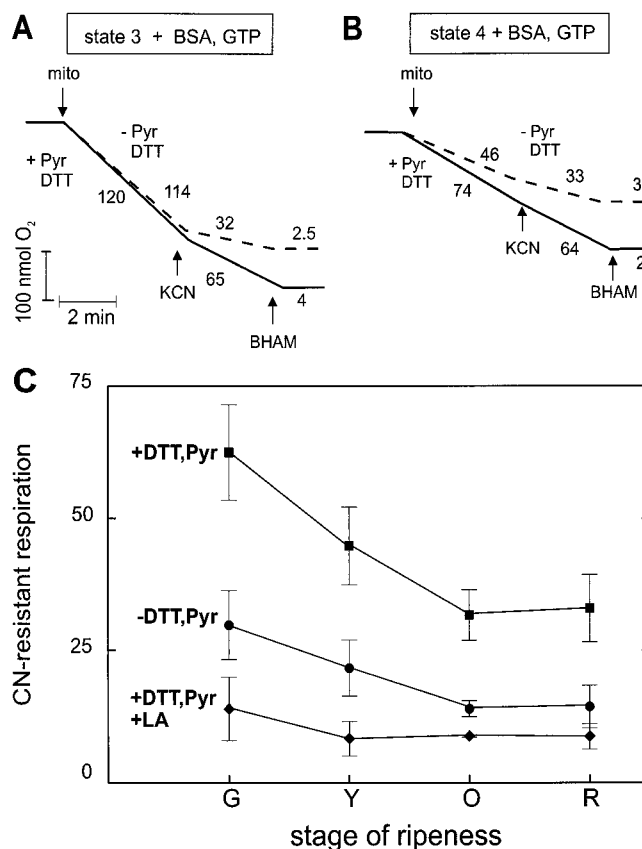 A
state 3 + BSA, GTP
mito
- Pyr
DTT
+ Pyr
DTT
120
114
32
2.5
65
4
KCN
BHAM
100 nmol O2
2 min
B
state 4 + BSA, GTP
mito
- Pyr
DTT
+ Pyr
DTT
46
33
3
74
64
2
KCN
BHAM
C
75
50
25
0
CN-resistant respiration
+DTT,Pyr
-DTT,Pyr
+DTT,Pyr
+LA
G Y O R
stage of ripeness